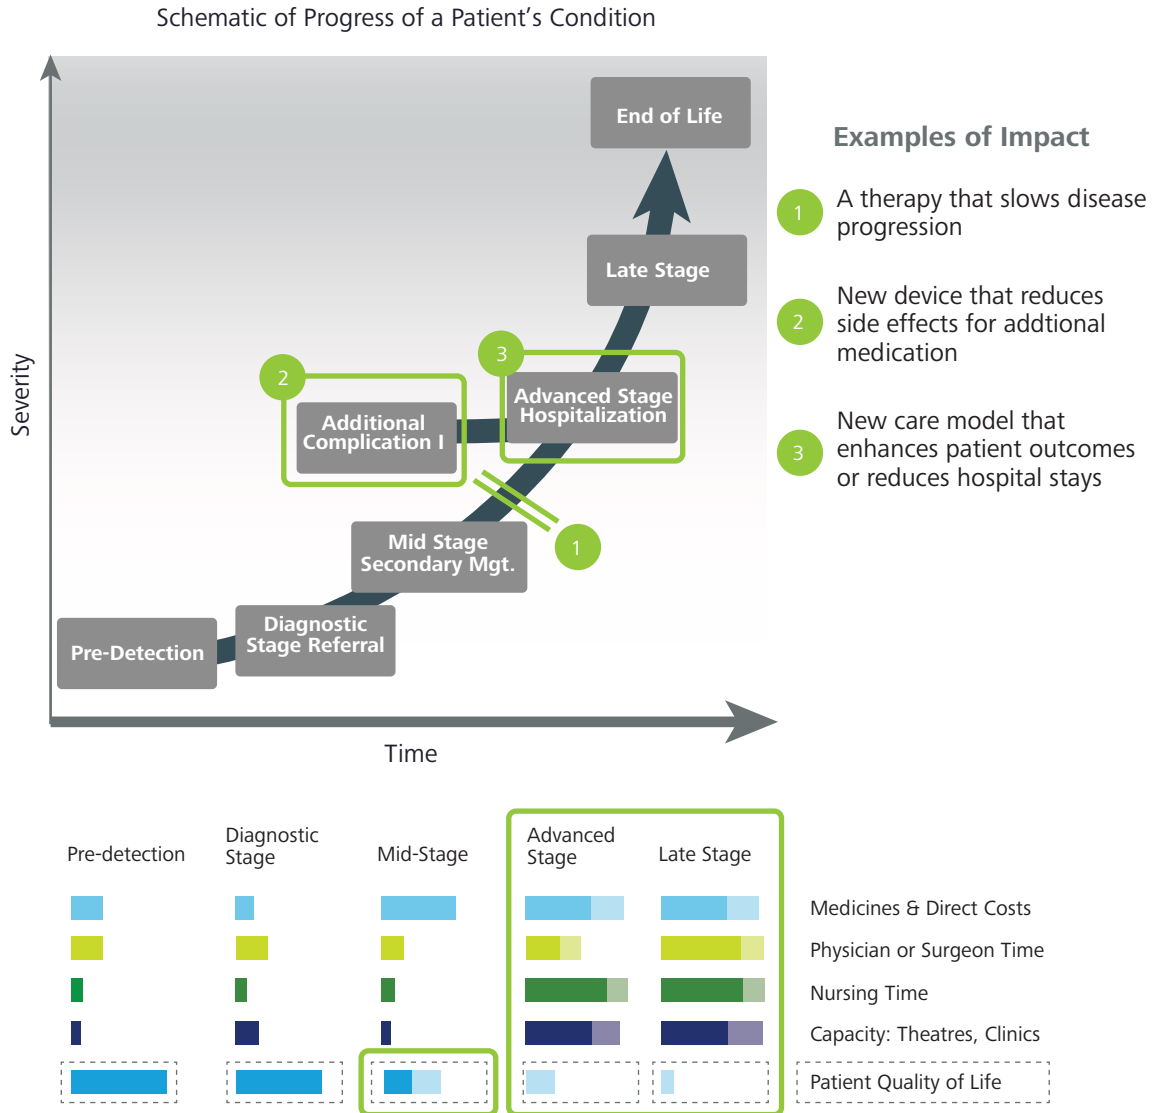 Schematic of Progress of a Patient's Condition
End of Life
Late Stage
3
Advanced Stage
Hospitalization
2
Additional
Complication I
1
Mid Stage
Secondary Mgt.
Diagnostic
Stage Referral
Pre-Detection
Severity
Time
Examples of Impact
1
A therapy that slows disease
progression
2
New device that reduces
side effects for addtional
medication
3
New care model that
enhances patient outcomes
or reduces hospital stays
Pre-detection
Diagnostic
Stage
Mid-Stage
Advanced
Stage
Late Stage
Medicines & Direct Costs
Physician or Surgeon Time
Nursing Time
Capacity: Theatres, Clinics
Patient Quality of Life